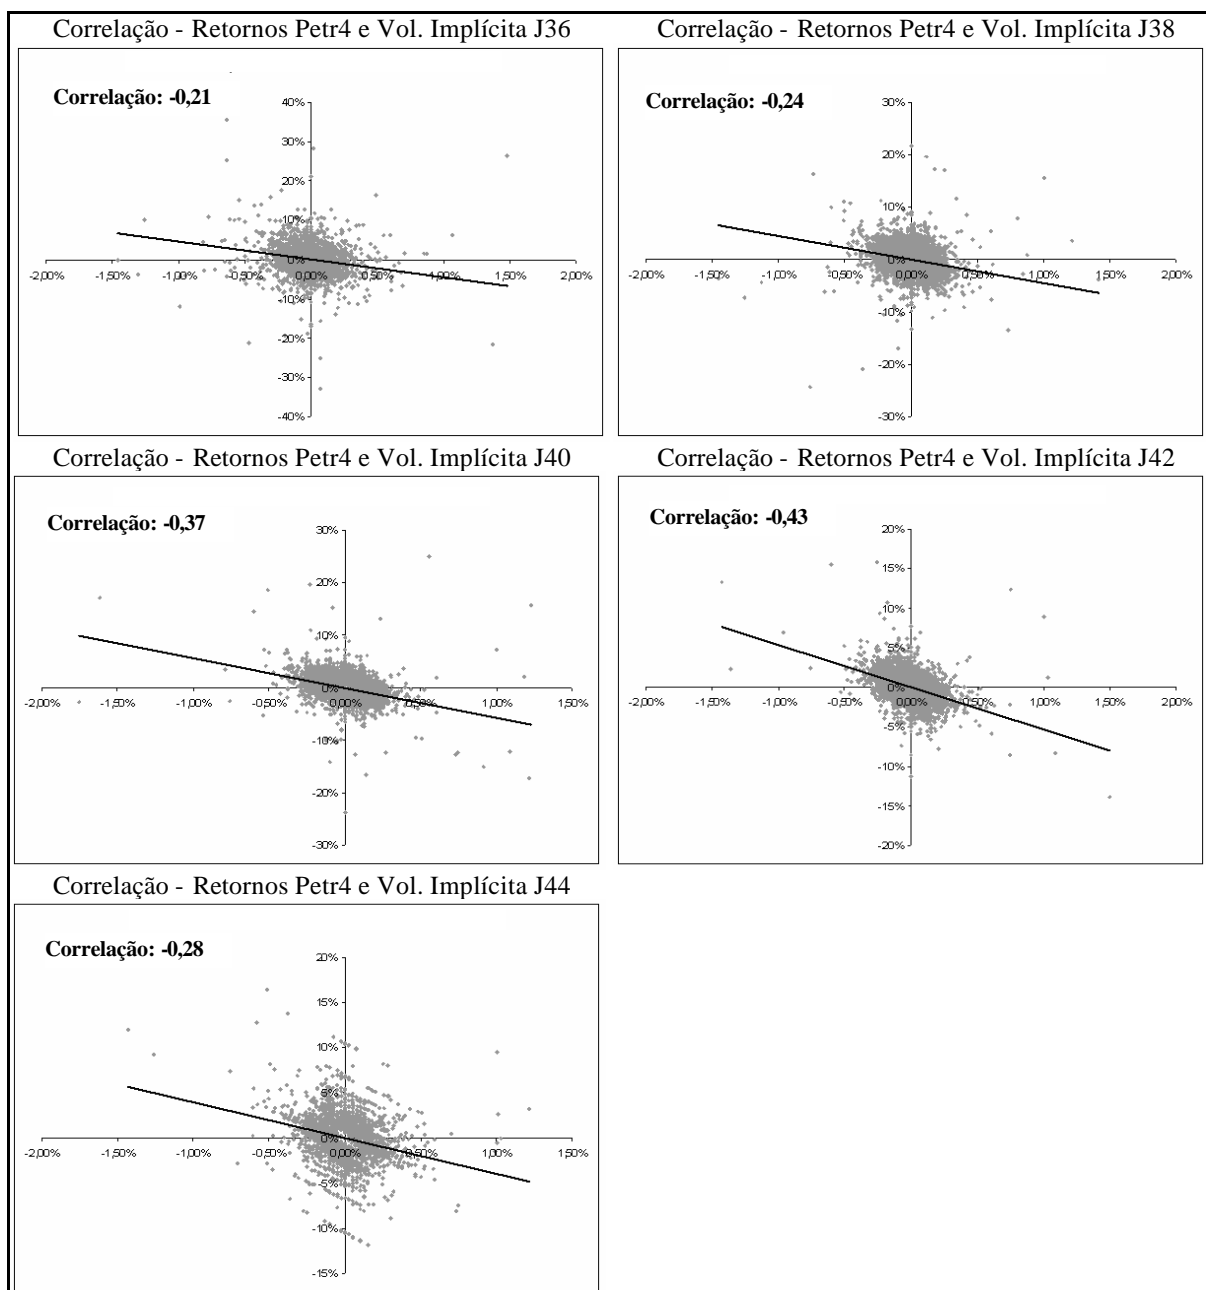 Correlação - Retornos Petr4 e Vol. Implícita J36
Correlação: -0,21
40%
30%
20%
10%
0%
-10%
-20%
-30%
-40%
-2,00% -1,50% -1,00% -0,50% 0,00% 0,50% 1,00% 1,50% 2,00%
Correlação - Retornos Petr4 e Vol. Implícita J38
Correlação: -0,24
30%
20%
10%
0%
-10%
-20%
-30%
-2,00% -1,50% -1,00% -0,50% 0,00% 0,50% 1,00% 1,50% 2,00%
Correlação - Retornos Petr4 e Vol. Implícita J40
Correlação: -0,37
30%
20%
10%
0%
-10%
-20%
-30%
-2,00% -1,50% -1,00% -0,50% 0,00% 0,50% 1,00% 1,50%
Correlação - Retornos Petr4 e Vol. Implícita J42
Correlação: -0,43
20%
15%
10%
5%
0%
-5%
-10%
-15%
-20%
-2,00% -1,50% -1,00% -0,50% 0,00% 0,50% 1,00% 1,50% 2,00%
Correlação - Retornos Petr4 e Vol. Implícita J44
Correlação: -0,28
20%
15%
10%
5%
0%
-5%
-10%
-15%
-2,00% -1,50% -1,00% -0,50% 0,00% 0,50% 1,00% 1,50%